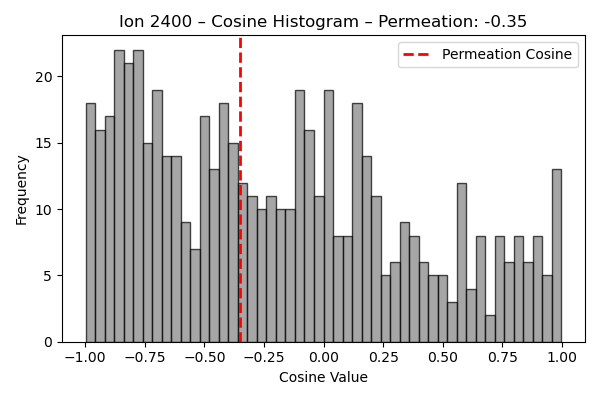 Ion 2400 – Cosine Histogram – Permeation: -0.35
Permeation Cosine
Frequency
20
15
10
5
0
−1.00 −0.75 −0.50 −0.25 0.00 0.25 0.50 0.75 1.00
Cosine Value